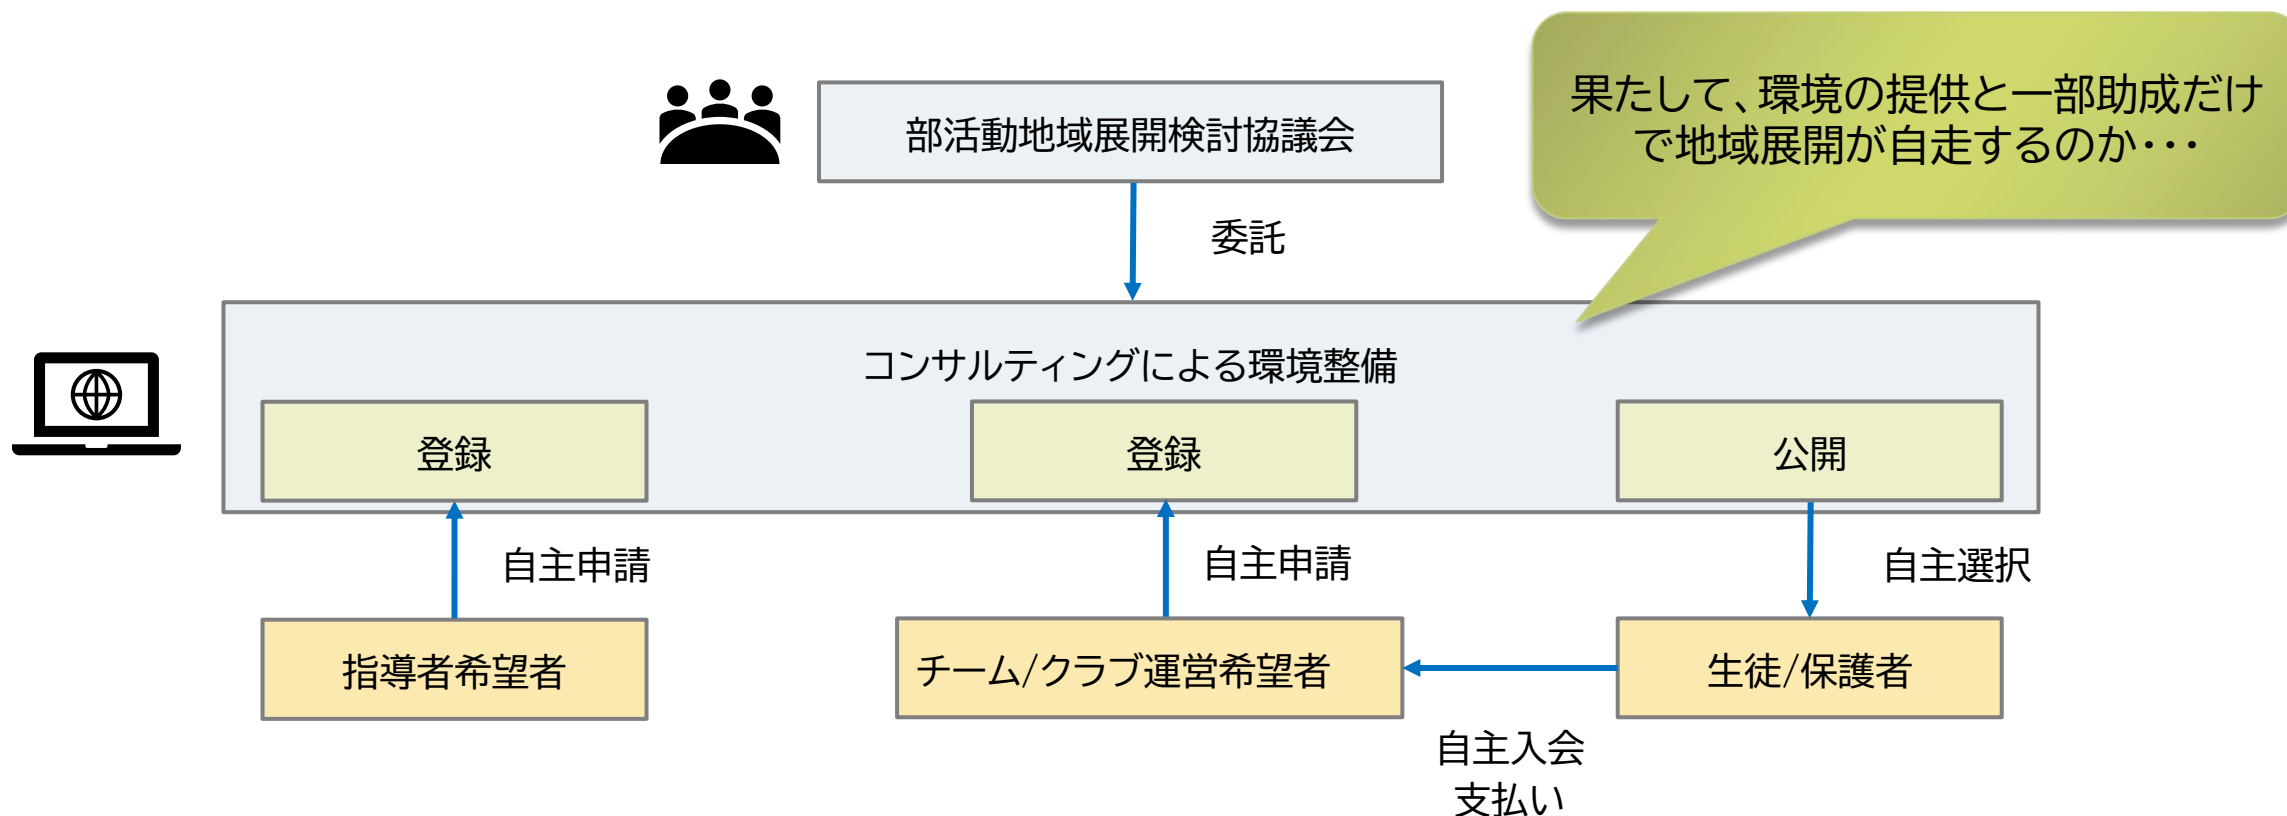 部活動地域展開検討協議会
果たして、環境の提供と一部助成だけ
で地域展開が自走するのか・・・
委託
コンサルティングによる環境整備
登録
登録
公開
自主申請
自主申請
自主選択
指導者希望者
チーム/クラブ運営希望者
生徒/保護者
自主入会
支払い